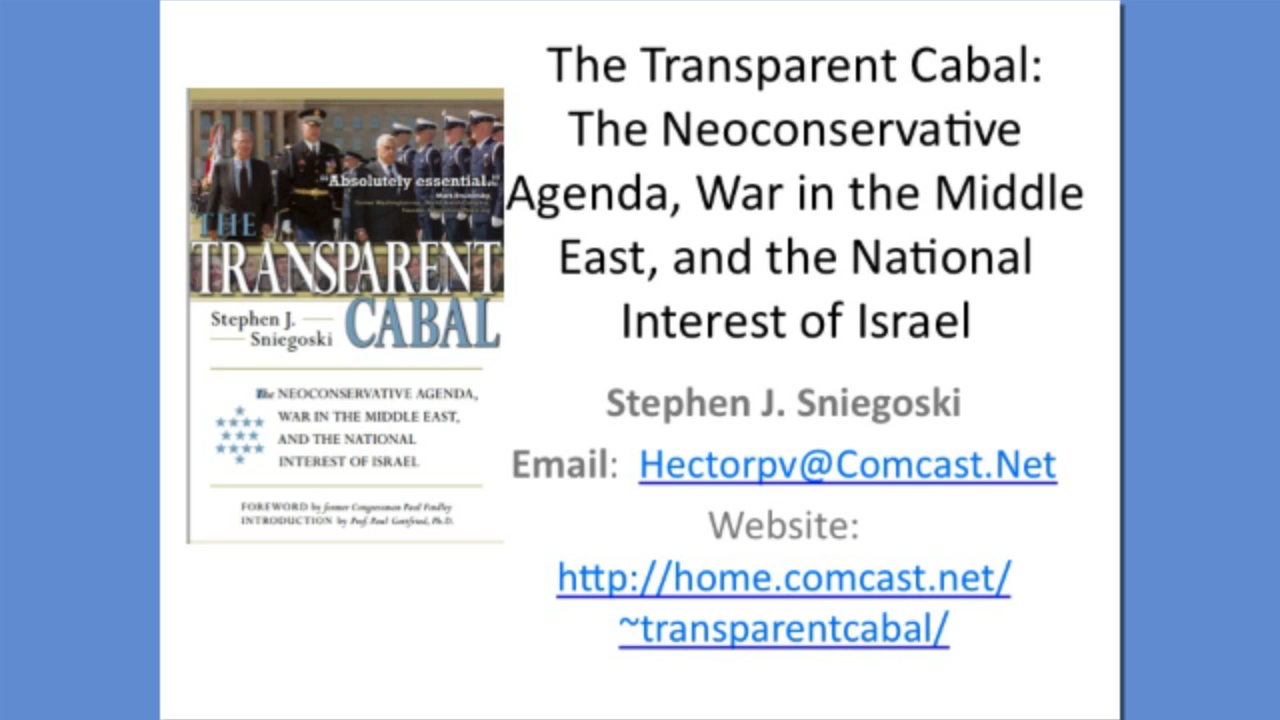 The Transparent Cabal:
The Neoconservative
Agenda, War in the Middle
East, and the National
Interest of Israel
Stephen J. Sniegoski
Email: Hectorpv@Comcast.Net
Website:
http://home.comcast.net/
~transparentcabal/
"Absolutely essential..."
THE
TRANSPARENT
CABAL
Stephen J.
Sniegoski
The NEOCONSERVATIVE AGENDA,
WAR IN THE MIDDLE EAST,
AND THE NATIONAL
INTEREST OF ISRAEL
FOREWORD by former Congressman Paul Findley
INTRODUCTION by Prof. Paul Gottfried, Ph.D.